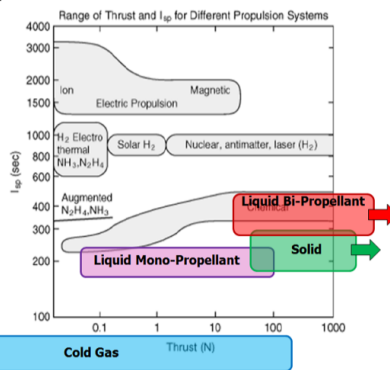 Range of Thrust and Isp for Different Propulsion Systems
4000
3000
2000
1500
1000
800
600
400
300
200
100
Isp (sec)
Ion
Magnetic
Electric Propulsion
H2 Electro
thermal
NH3,N2H4
Solar H2
Nuclear, antimatter, laser (H2)
Augmented
N2H4,NH3
Liquid Bi-Propellant
Chemical
Solid
Liquid Mono-Propellant
0.1
1
10
100
1000
Thrust (N)
Cold Gas